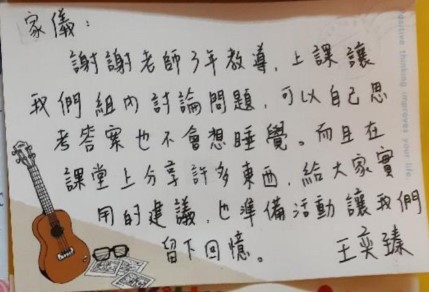 家儀：
謝謝老師3年教導，上課讓
我們組內討論問題，可以自己思
考答案也不會想睡覺。而且在
課堂上分享許多東西，給大家實
用的建議，也準備活動讓我們
留下回憶。 王奕臻
thinking improves your life.